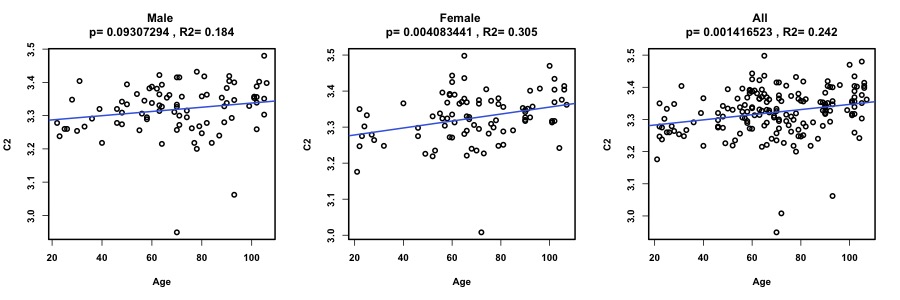 Male
p= 0.09307294 , R2= 0.184
3.5
3.4
3.3
3.2
3.1
3.0
C2
20 40 60 80 100
Age
Female
p= 0.004083441 , R2= 0.305
3.5
3.4
3.3
3.2
3.1
3.0
C2
20 40 60 80 100
Age
All
p= 0.001416523 , R2= 0.242
3.5
3.4
3.3
3.2
3.1
3.0
C2
20 40 60 80 100
Age